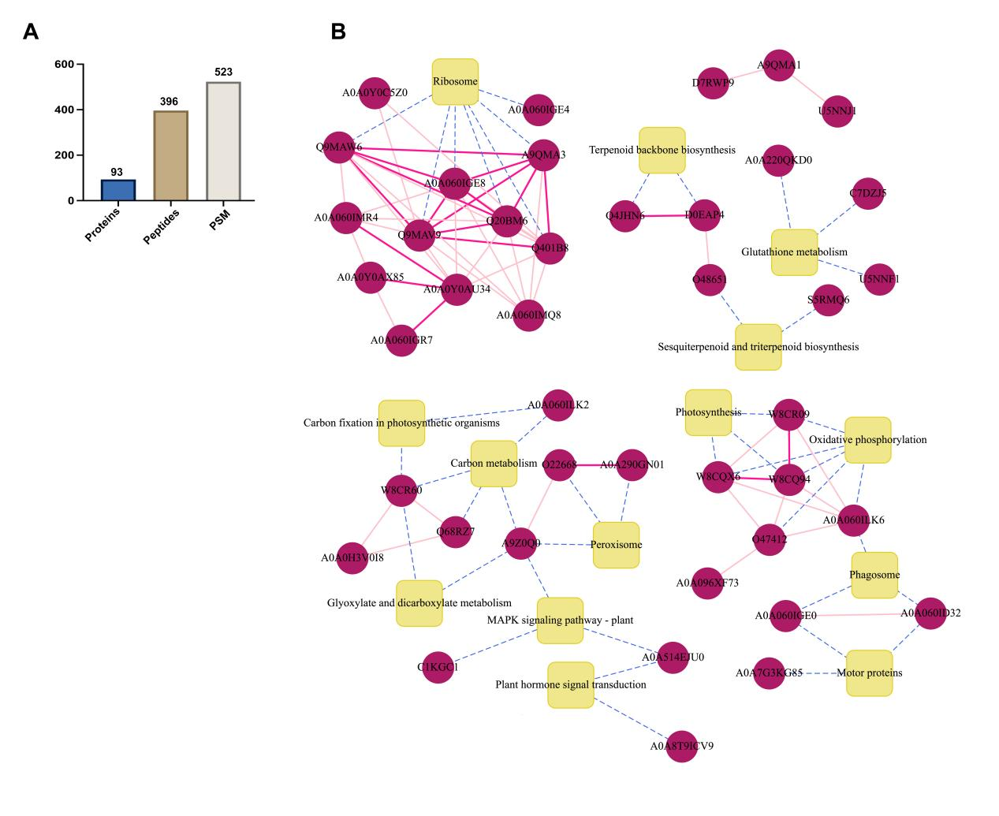 A
B
600
400
200
0
93
396
523
Proteins
Peptides
PSM
Ribosome
A0A0Y0C5Z0
A0A060IGE4
Q9MAW6
A9QMA3
A0A060IGE8
A0A060IMR4
Q20BM6
Q9MAV9
Q401B8
A0A0Y0AX85
A0A0Y0AU34
A0A060IMQ8
A0A060IGR7
A9QMA1
D7RWP9
U5NNJ1
Terpenoid backbone biosynthesis
A0A220QKD0
C7DZJ5
Q4JHN6
D0EAP4
Glutathione metabolism
O48651
U5NNF1
S5RMQ6
Sesquiterpenoid and triterpenoid biosynthesis
A0A060ILK2
Carbon fixation in photosynthetic organisms
Carbon metabolism
O22668
A0A290GN01
W8CR60
Q68RZ7
A9Z0Q0
Peroxisome
A0A0H3V0I8
Glyoxylate and dicarboxylate metabolism
MAPK signaling pathway - plant
C1KGC1
A0A514EJU0
Plant hormone signal transduction
A0A8T9ICV9
Photosynthesis
W8CR09
Oxidative phosphorylation
W8CQX6
W8CQ94
A0A060ILK6
O47412
A0A096XF73
Phagosome
A0A060IGE0
A0A060ID32
A0A7G3KG85
Motor proteins